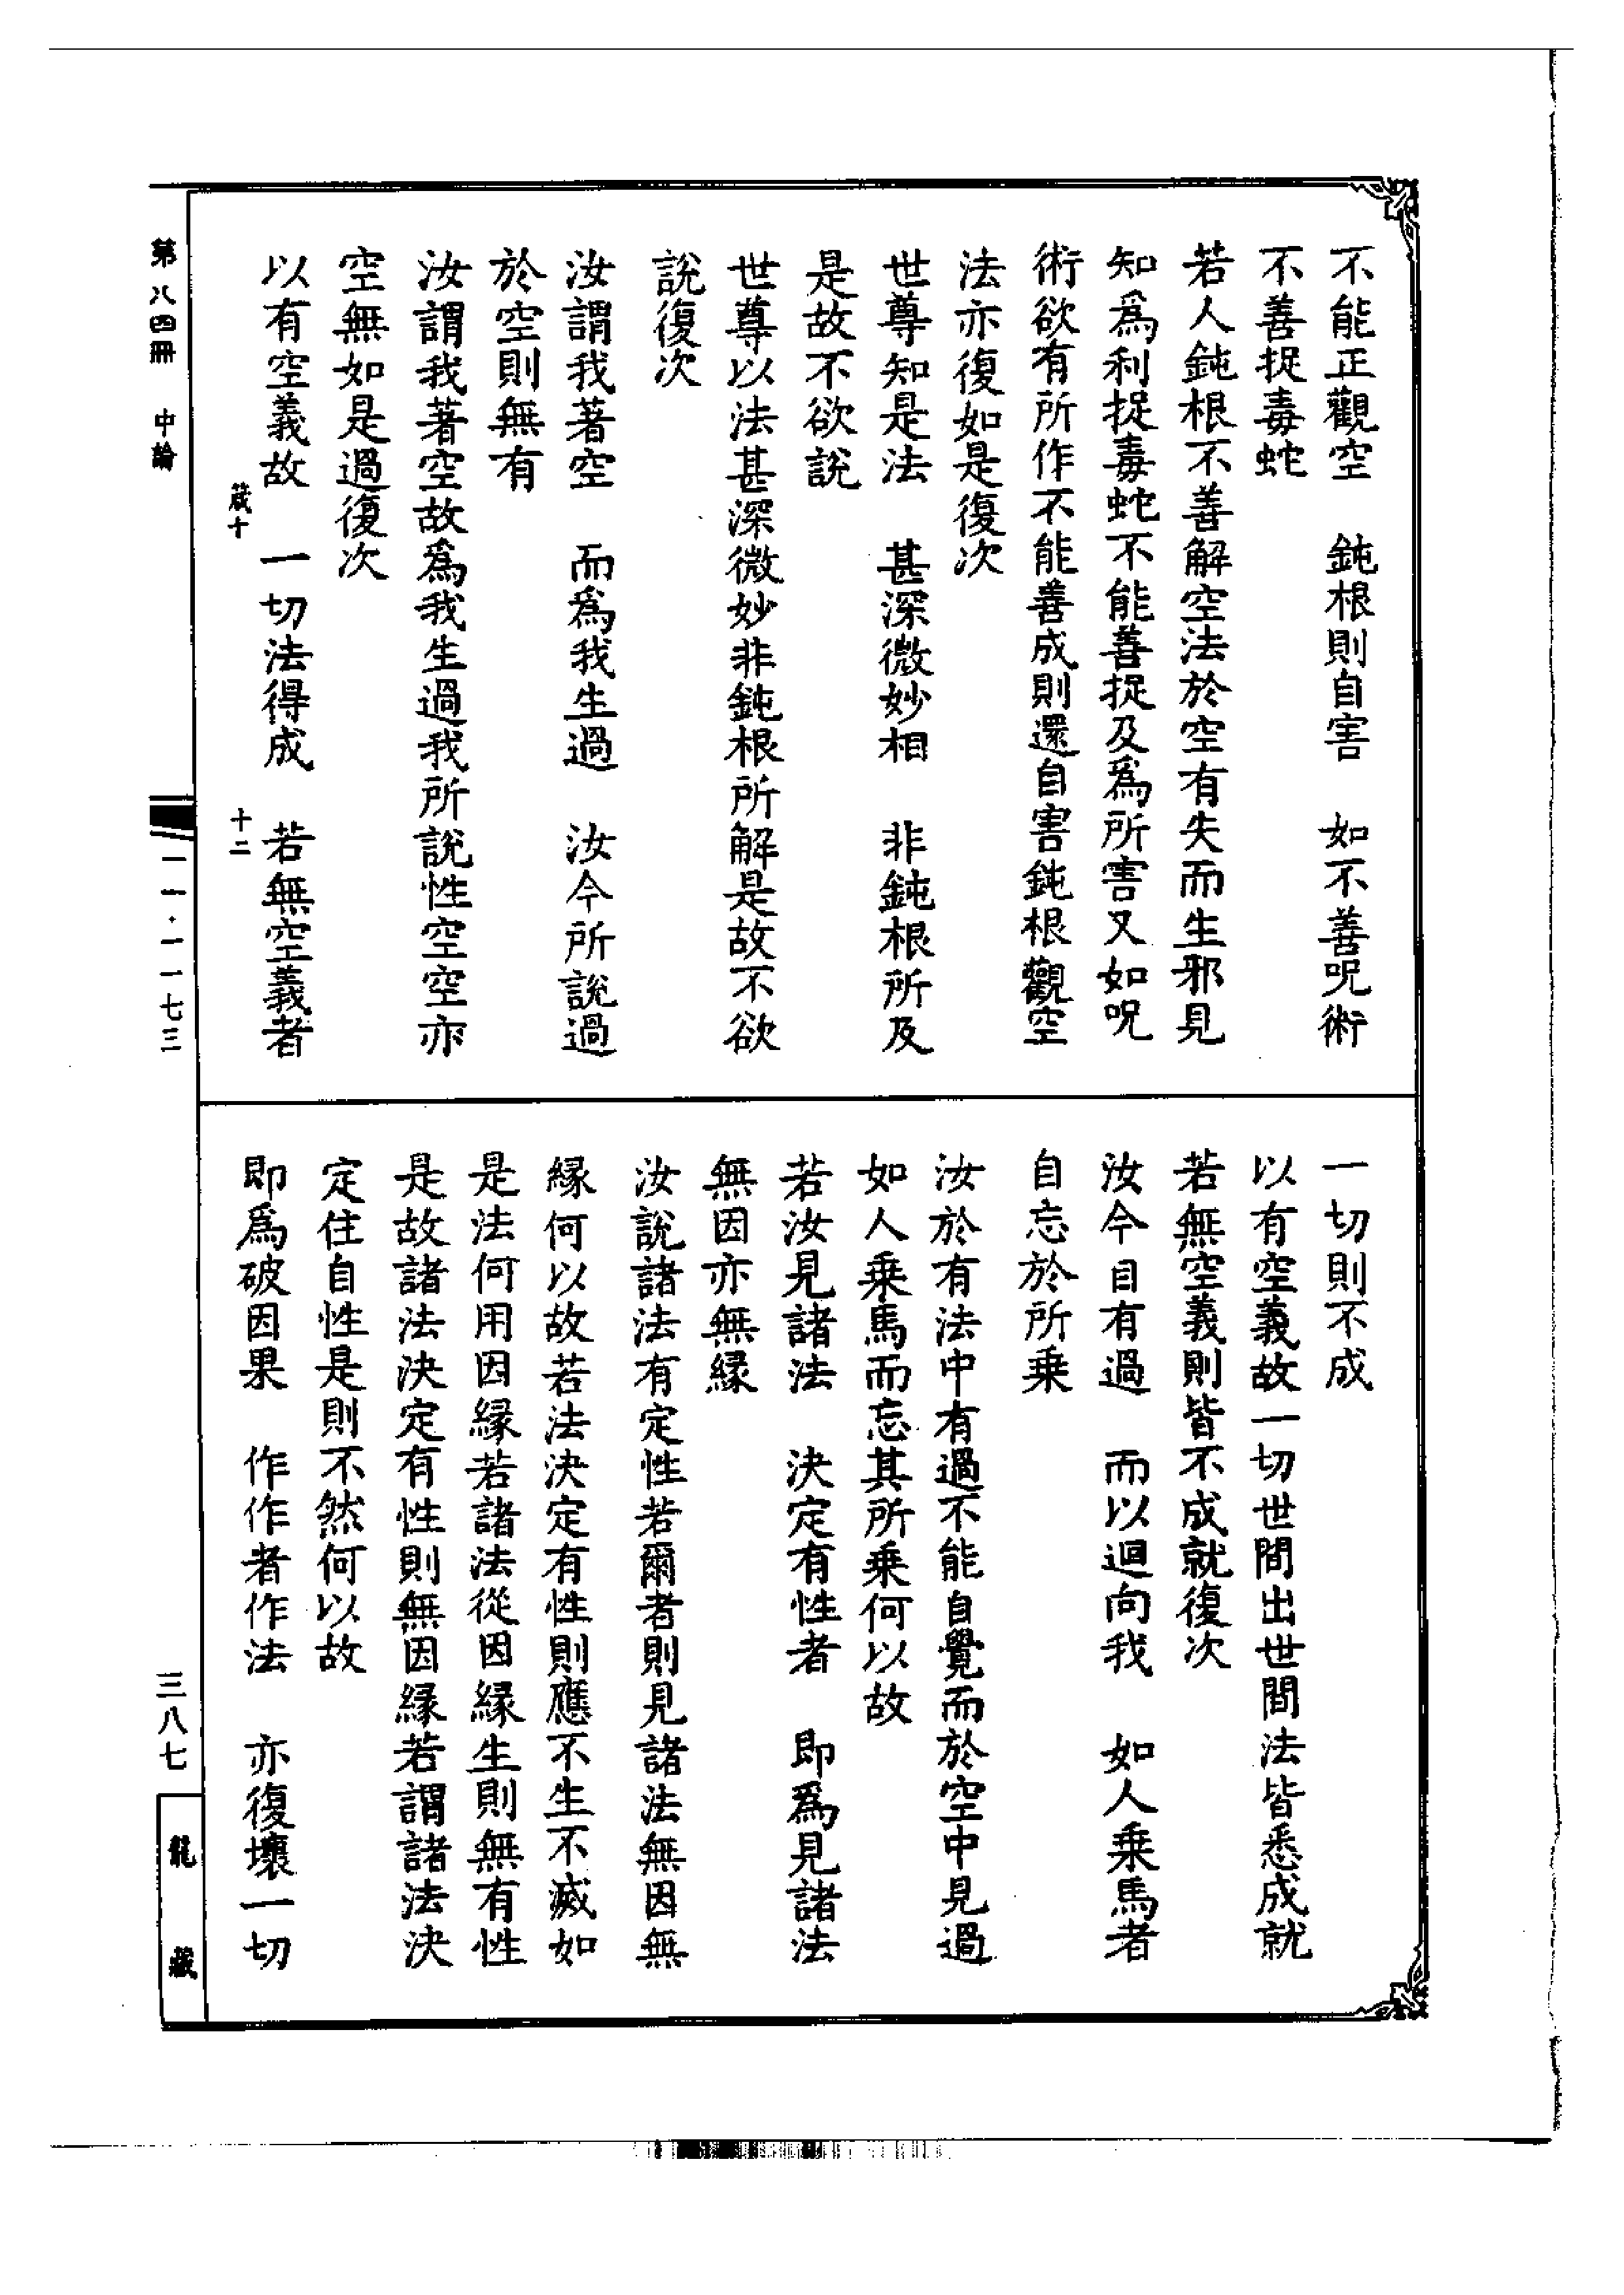 不能正觀空　鈍根則自害　如不善呪術
不善捉毒蛇
若人鈍根不善解空法於空有失而生邪見
知爲利捉毒蛇不能善捉及爲所害又如呪
術欲有所作不能善成則還自害鈍根觀空
法亦復如是復次
世尊知是法　甚深微妙相　非鈍根所及
是故不欲說
世尊以法甚深微妙非鈍根所解是故不欲
說復次
汝謂我著空　而爲我生過　汝今所說過
於空則無有
汝謂我著空故爲我生過我所說性空空亦
空無如是過復次
以有空義故　一切法得成　若無空義者
一切則不成
以有空義故一切世間出世間法皆悉成就
若無空義則皆不成就復次
汝今自有過　而以迴向我　如人乘馬者
自忘於所乘
汝於有法中有過不能自覺而於空中見過
如人乘馬而忘其所乘何以故
若汝見諸法　決定有性者　即爲見諸法
無因亦無緣
汝說諸法有定性若爾者則見諸法無因無
緣何以故若法決定有性則應不生不滅如
是法何用因緣若諸法從因緣生則無有性
是故諸法決定有性則無因緣若謂諸法決
定住自性是則不然何以故
即爲破因果　作作者作法　亦復壞一切
箴十　十二
第八四冊　中論
一一·一一七三
三八七
龍藏